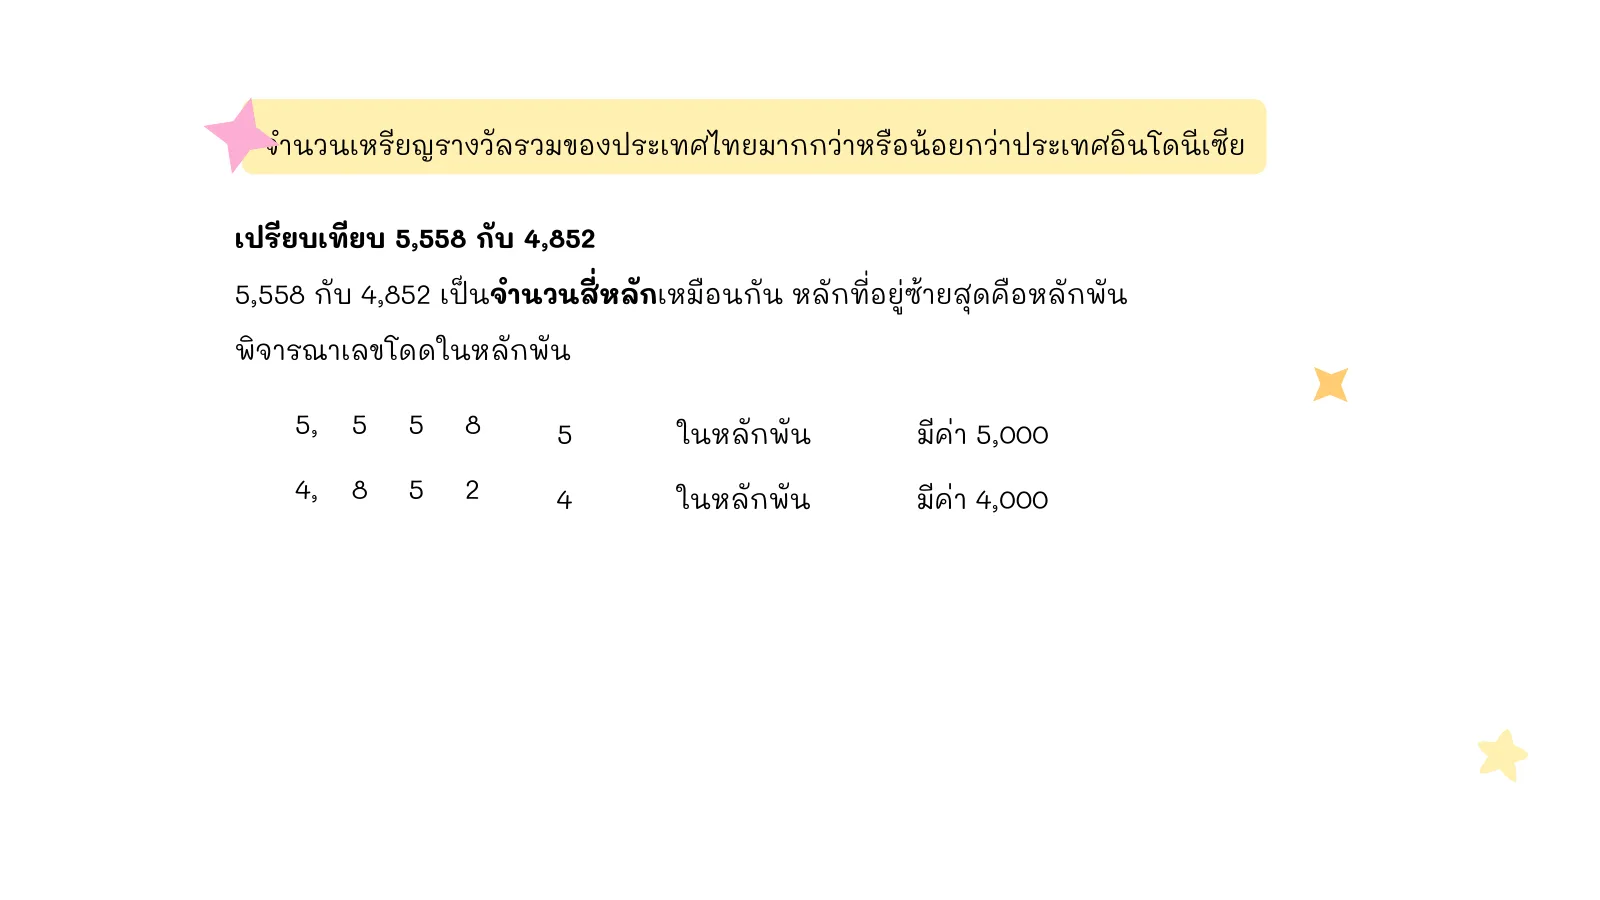 จำนวนเหรียญรางวัลรวมของประเทศไทยมากกว่าหรือน้อยกว่าประเทศอินโดนีเซีย
เปรียบเทียบ 5,558 กับ 4,852
5,558 กับ 4,852 เป็นจำนวนสี่หลักเหมือนกัน หลักที่อยู่ซ้ายสุดคือหลักพัน
พิจารณาเลขโดดในหลักพัน
5, 5 5 8 5 ในหลักพัน มีค่า 5,000
4, 8 5 2 4 ในหลักพัน มีค่า 4,000